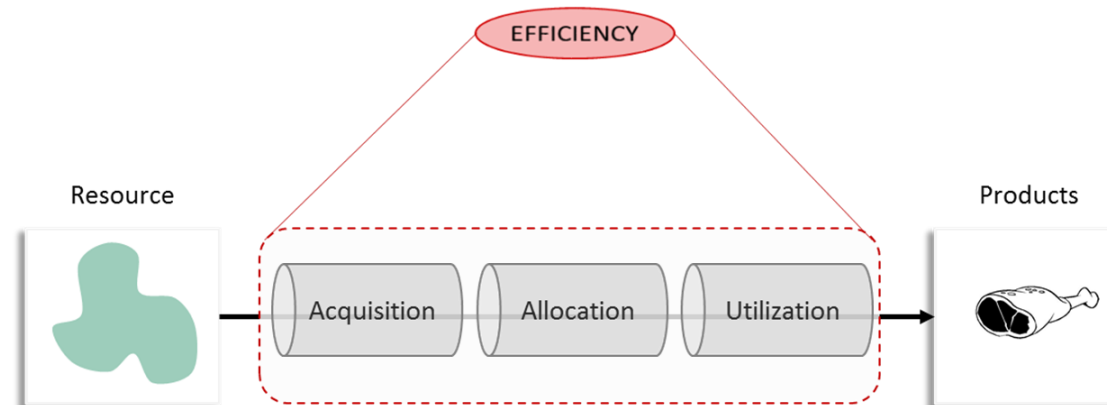 EFFICIENCY
Resource
Products
Acquisition
Allocation
Utilization